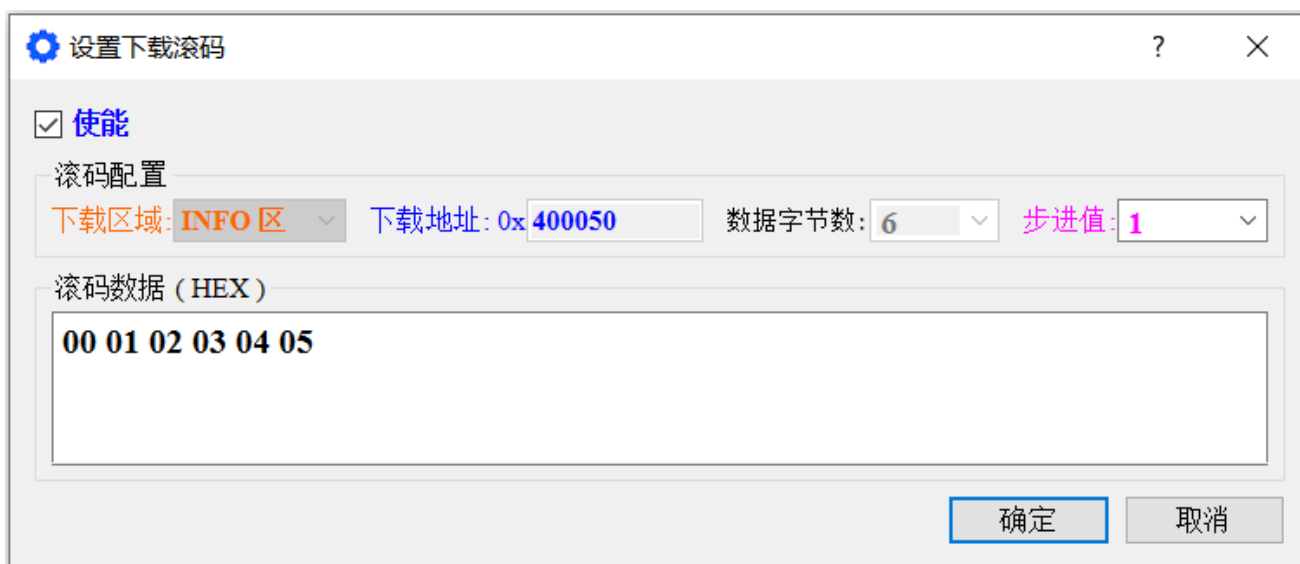 设置下载滚码 ?
使能
滚码配置
下载区域: INFO 区 下载地址: 0x 400050 数据字节数: 6 步进值: 1
滚码数据 ( HEX )
00 01 02 03 04 05
确定 取消